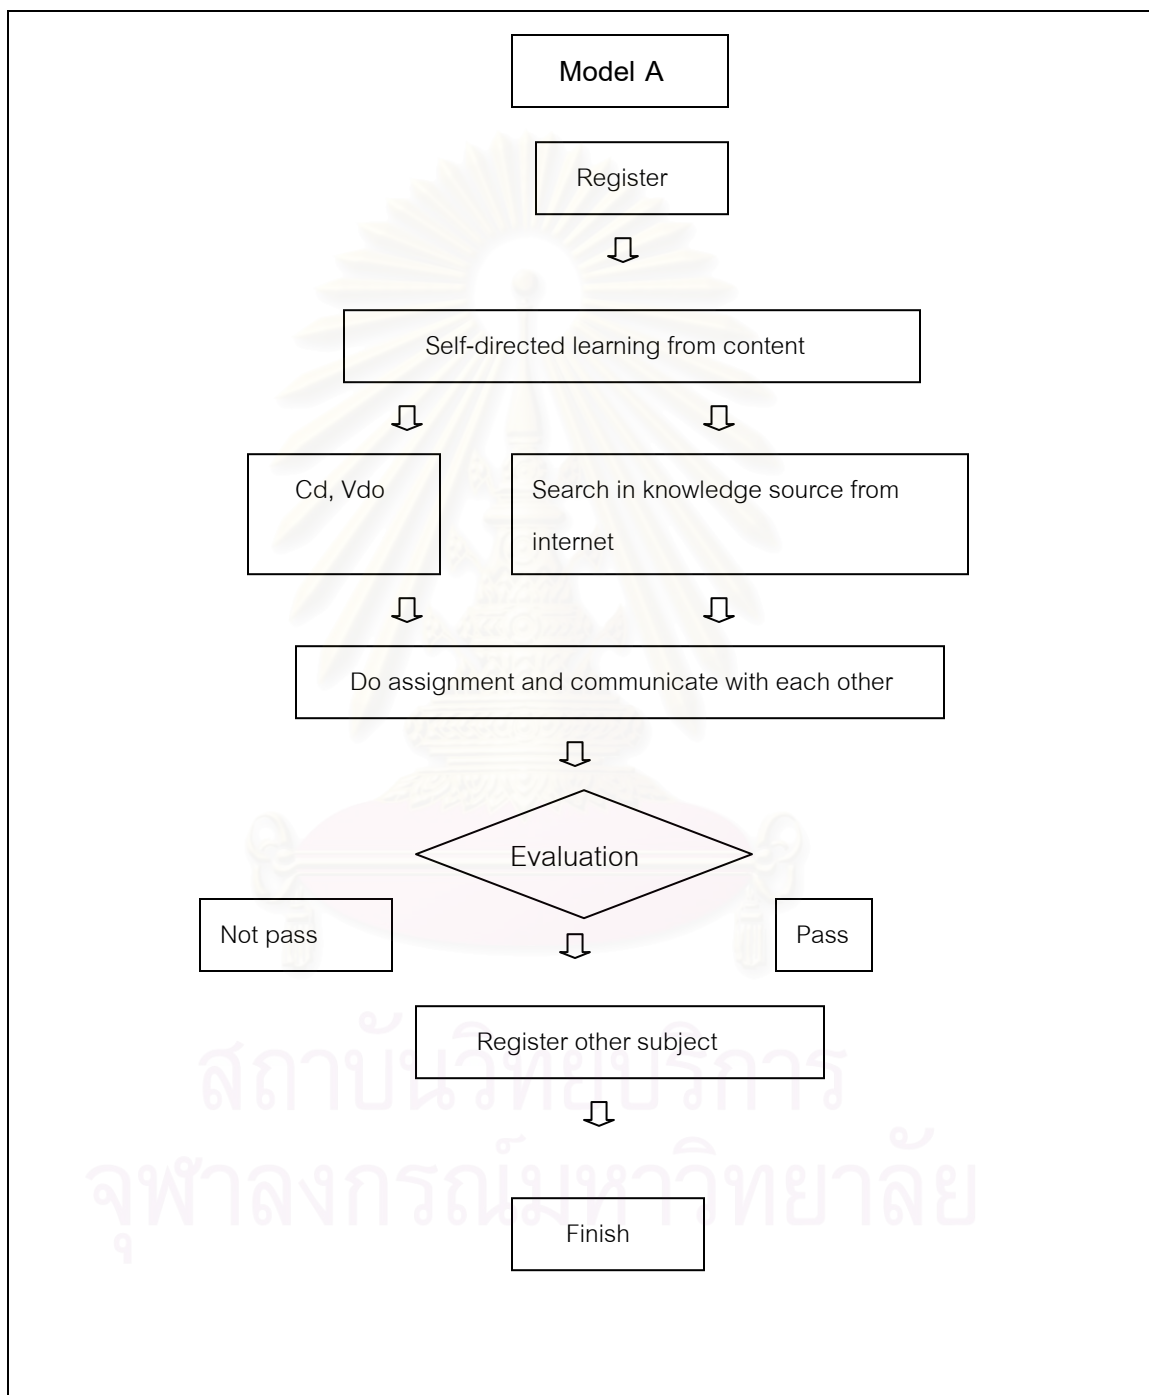 Model A
Register
Self-directed learning from content
Cd, Vdo
Search in knowledge source from
internet
Do assignment and communicate with each other
Evaluation
Not pass
Pass
Register other subject
สถาบันวิทยบริการ
จุฬาลงกรณ์มหาวิทยาลัย
Finish